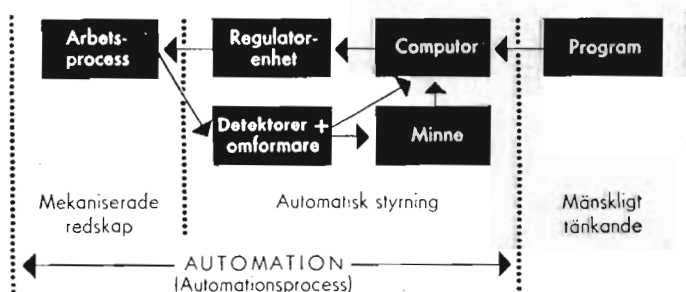 Arbets-
process
Regulator-
enhet
Computor
Program
Detektorer +
omformare
Minne
Mekaniserade
redskap
Automatisk styrning
Mänskligt
tänkande
AUTOMATION
(Automationsprocess)